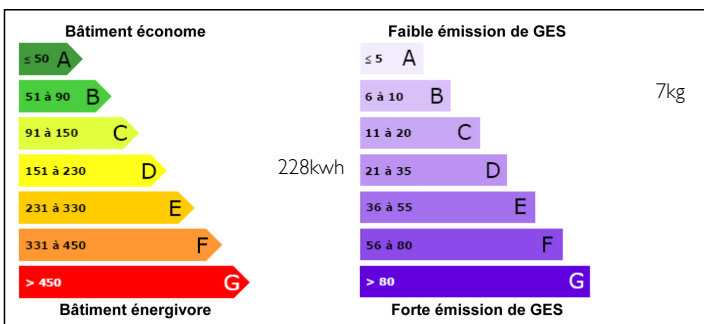 Bâtiment économe
≤ 50 A
51 à 90 B
91 à 150 C
151 à 230 D
228kwh
231 à 330 E
331 à 450 F
> 450 G
Bâtiment énergivore
Faible émission de GES
≤ 5 A
6 à 10 B
7kg
11 à 20 C
21 à 35 D
36 à 55 E
56 à 80 F
> 80 G
Forte émission de GES